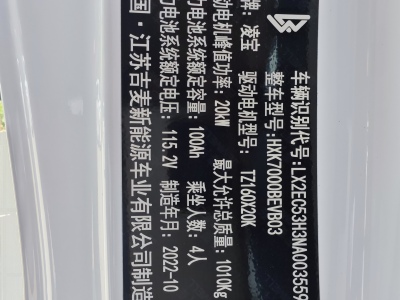 车辆识别代号:LX2EC53H3NA003559
整车型号:HXK7000BEVB03
牌:凌宝 驱动电机型号: TZ160X20K
动电机峰值功率: 20kW 最大允许总质量: 1010Kg
力电池系统额定容量: 100Ah 乘坐人数: 4人
力电池系统额定电压: 115.2V 制造年月: 2022-10
国·江苏吉麦新能源车业有限公司制造